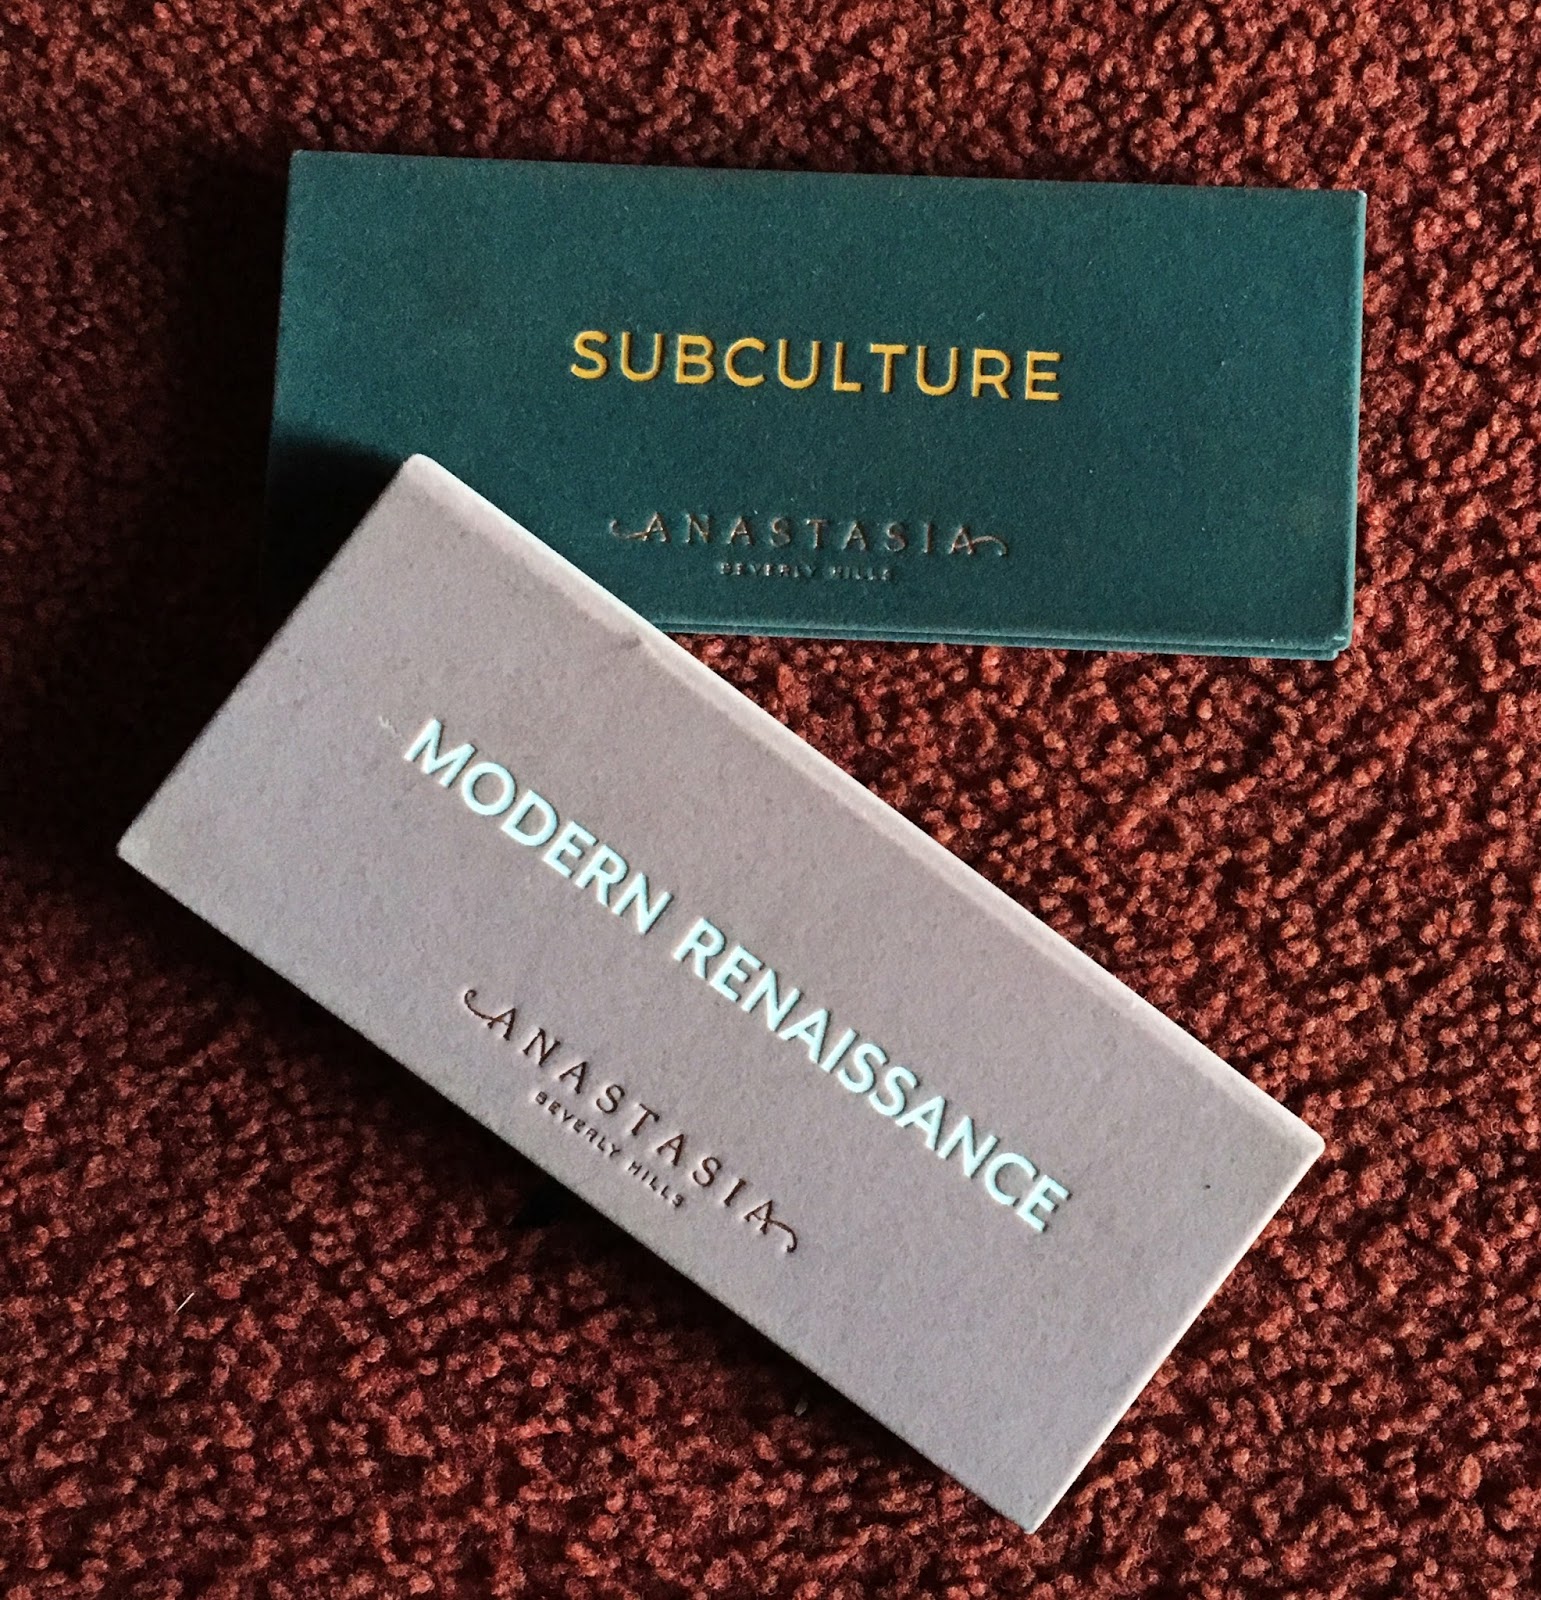 SUBCULTURE
ANASTASIA
BEVERLY HILLS
MODERN RENAISSANCE
ANASTASIA
BEVERLY HILLS